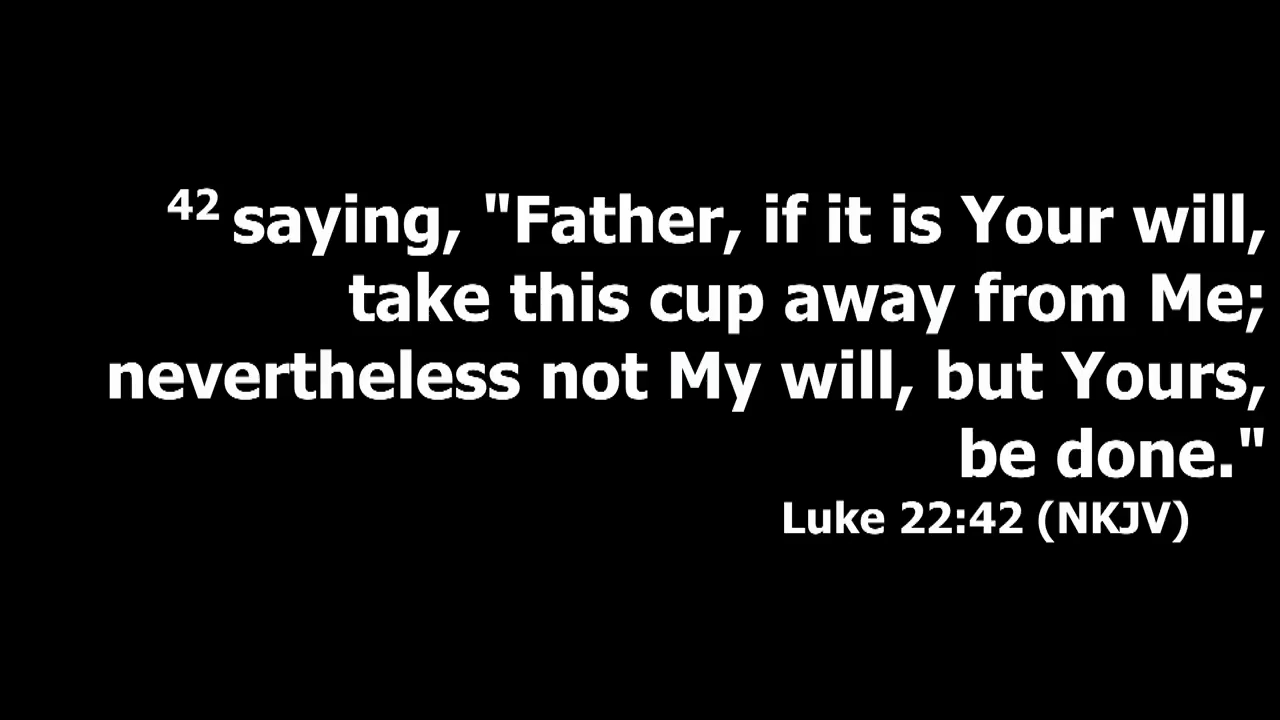 42 saying, "Father, if it is Your will,
take this cup away from Me;
nevertheless not My will, but Yours,
be done."
Luke 22:42 (NKJV)